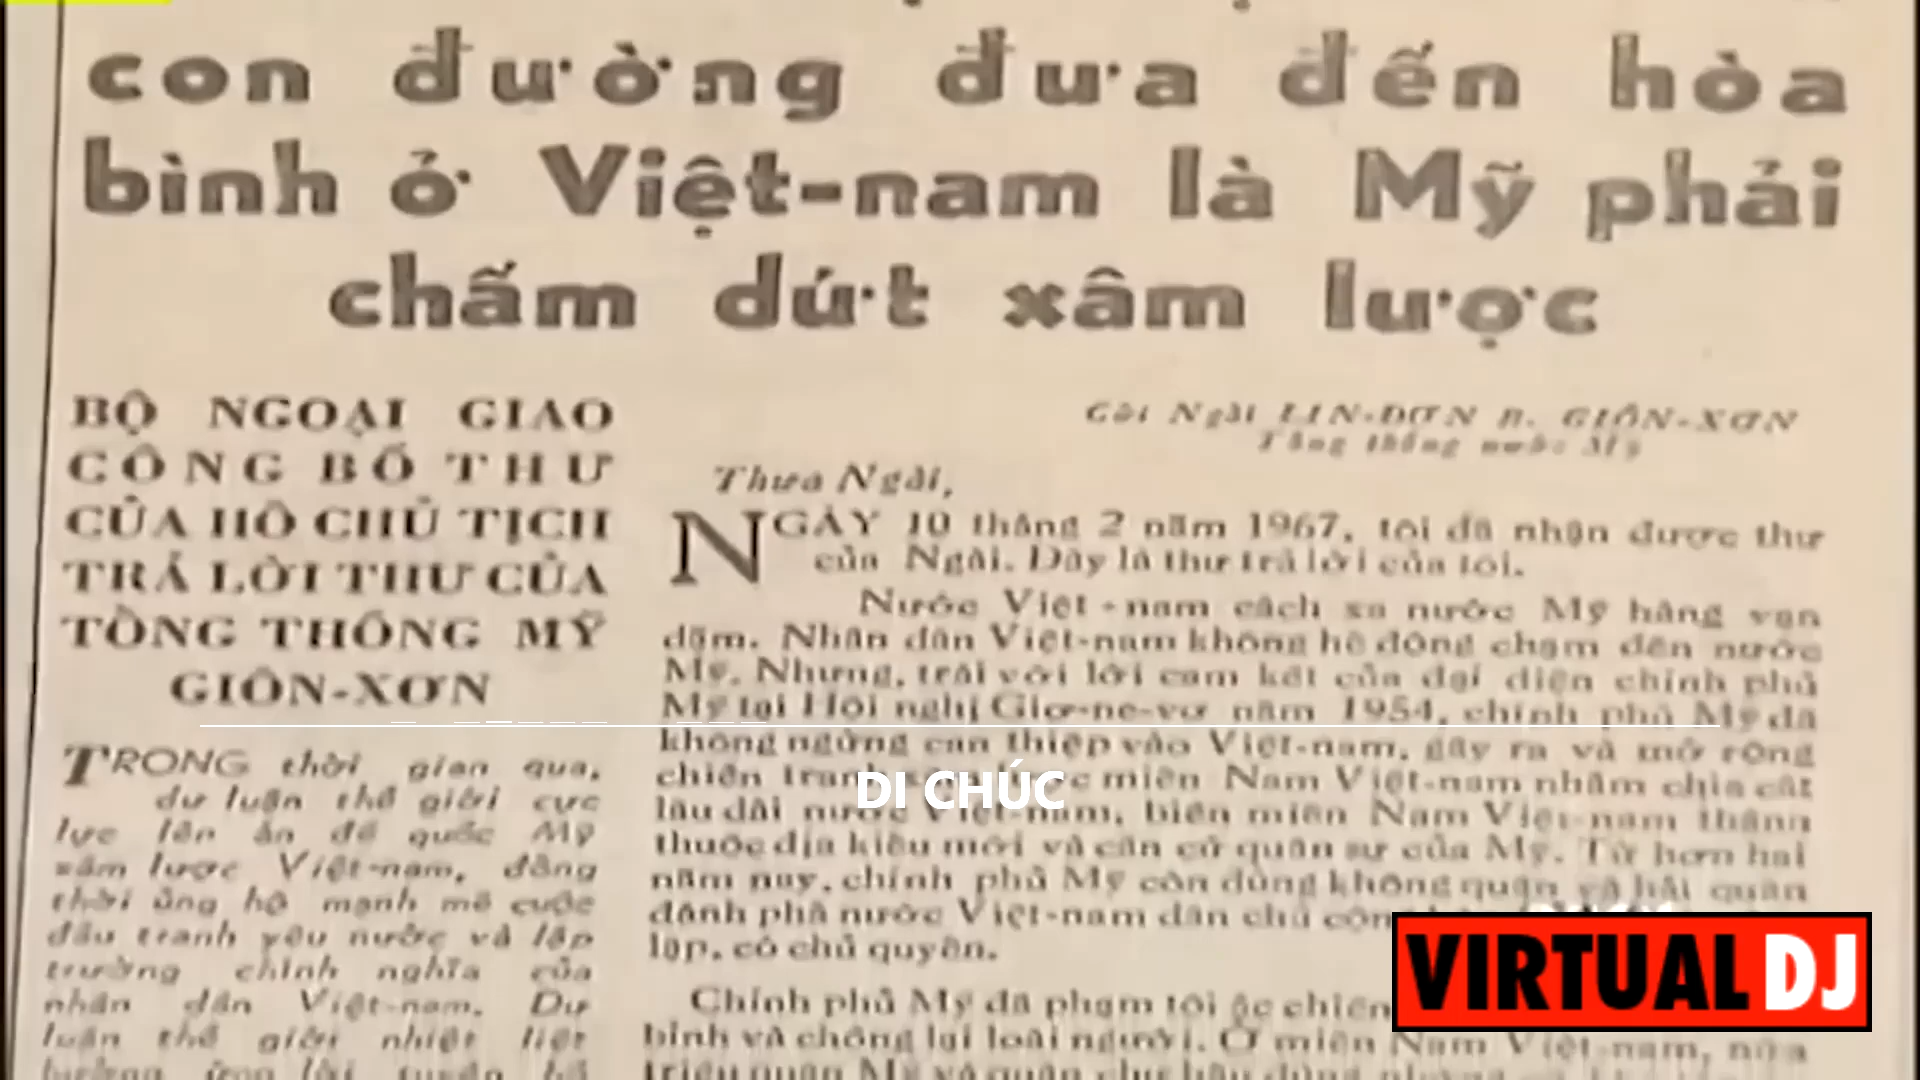 con đường đưa đến hòa
bình ở Việt-nam là Mỹ phải
chấm dứt xâm lược
BỘ NGOẠI GIAO
CÔNG BỐ THƯ
CỦA HỒ CHỦ TỊCH
TRẢ LỜI THƯ CỦA
TỔNG THỐNG MỸ
GIÔN-XƠN
TRONG thời gian qua,
dư luận thế giới cực
lực lên án đế quốc Mỹ
xâm lược Việt-nam, đồng
thời ủng hộ mạnh mẽ cuộc
đấu tranh yêu nước và lập
trường chính nghĩa của
nhân dân Việt-nam. Dư
luận thế giới nhiệt liệt
Gửi Ngài LIN-ĐƠN B. GIÔN-XƠN
Tổng thống nước Mỹ
Thưa Ngài,
NGÀY 10 tháng 2 năm 1967, tôi đã nhận được thư
của Ngài. Đây là thư trả lời của tôi.
Nước Việt-nam cách xa nước Mỹ hàng vạn
dặm. Nhân dân Việt-nam không hề động chạm đến nước
Mỹ. Nhưng, trái với lời cam kết của đại diện chính phủ
Mỹ tại Hội nghị Giơ-ne-vơ năm 1954, chính phủ Mỹ đã
không ngừng can thiệp vào Việt-nam, gây ra và mở rộng
chiến tranh miền Nam Việt-nam nhằm chia cắt
DI CHÚC
lâu dài nước Việt-nam, biến miền Nam Việt-nam thành
thuộc địa kiểu mới và căn cứ quân sự của Mỹ. Từ hơn hai
năm nay, chính phủ Mỹ còn dùng không quân và hải quân
đánh phá nước Việt-nam dân chủ
lập, có chủ quyền.
Chính phủ Mỹ đã phạm tội ác
bình và chống lại loài người. Ở miền Nam Việt-nam, nửa
triệu quân Mỹ và quân chư hầu
VIRTUAL DJ